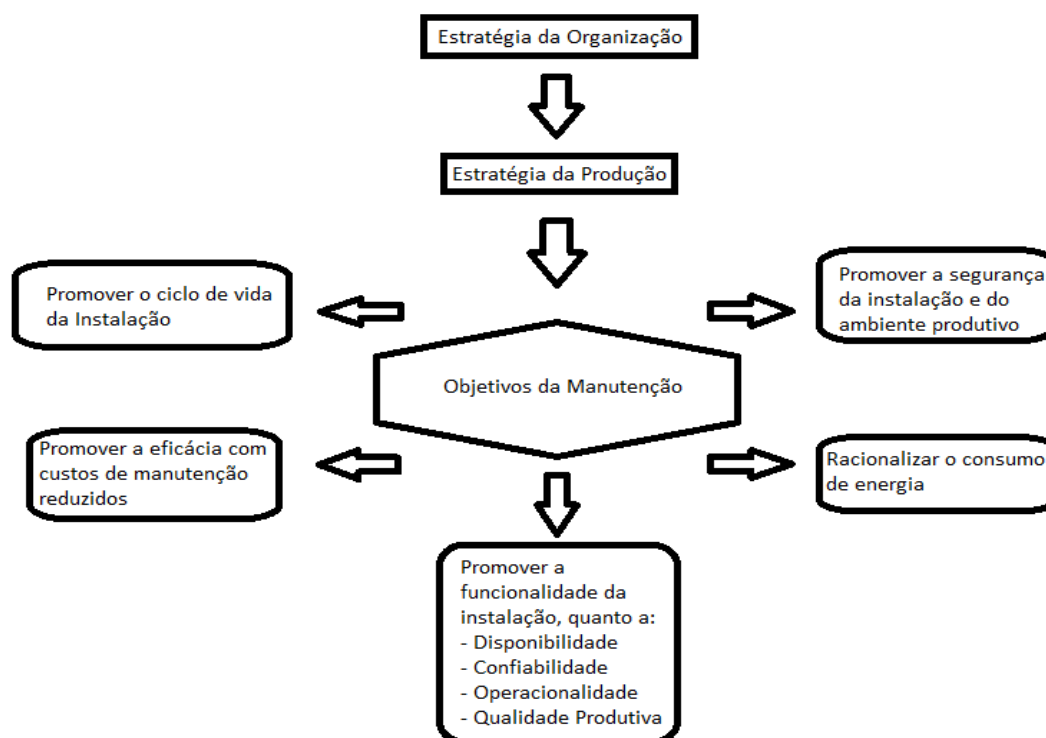 Estratégia da Organização
Estratégia da Produção
Promover o ciclo de vida
da Instalação
Promover a segurança
da instalação e do
ambiente produtivo
Objetivos da Manutenção
Promover a eficácia com
custos de manutenção
reduzidos
Racionalizar o consumo
de energia
Promover a
funcionalidade da
instalação, quanto a:
- Disponibilidade
- Confiabilidade
- Operacionalidade
- Qualidade Produtiva